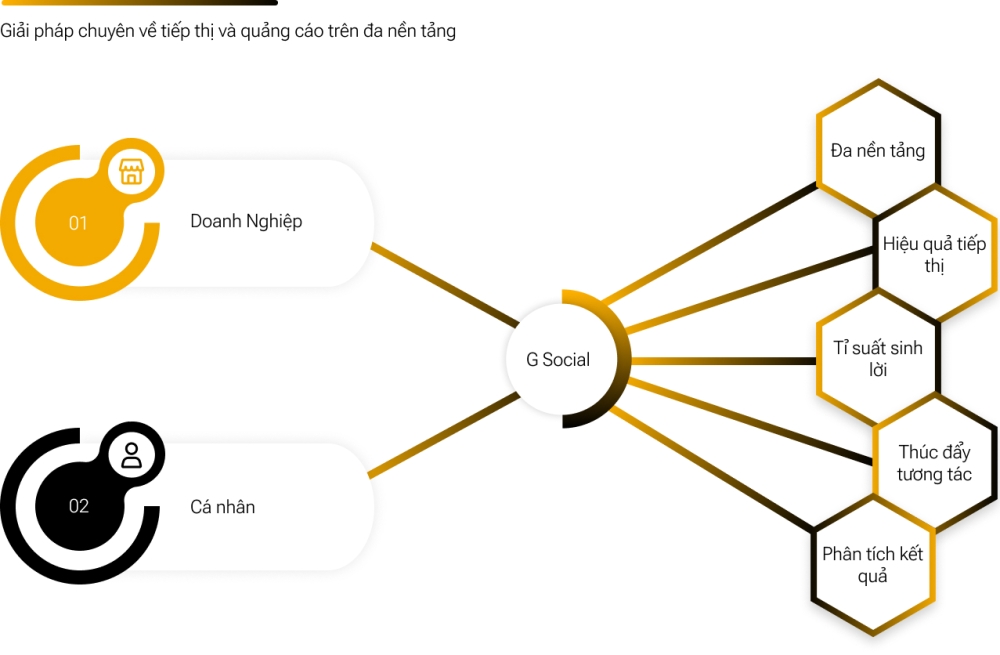 Giải pháp chuyên về tiếp thị và quảng cáo trên đa nền tảng
01
Doanh Nghiệp
02
Cá nhân
G Social
Đa nền tảng
Hiệu quả tiếp
thị
Tỉ suất sinh
lời
Thúc đẩy
tương tác
Phân tích kết
quả